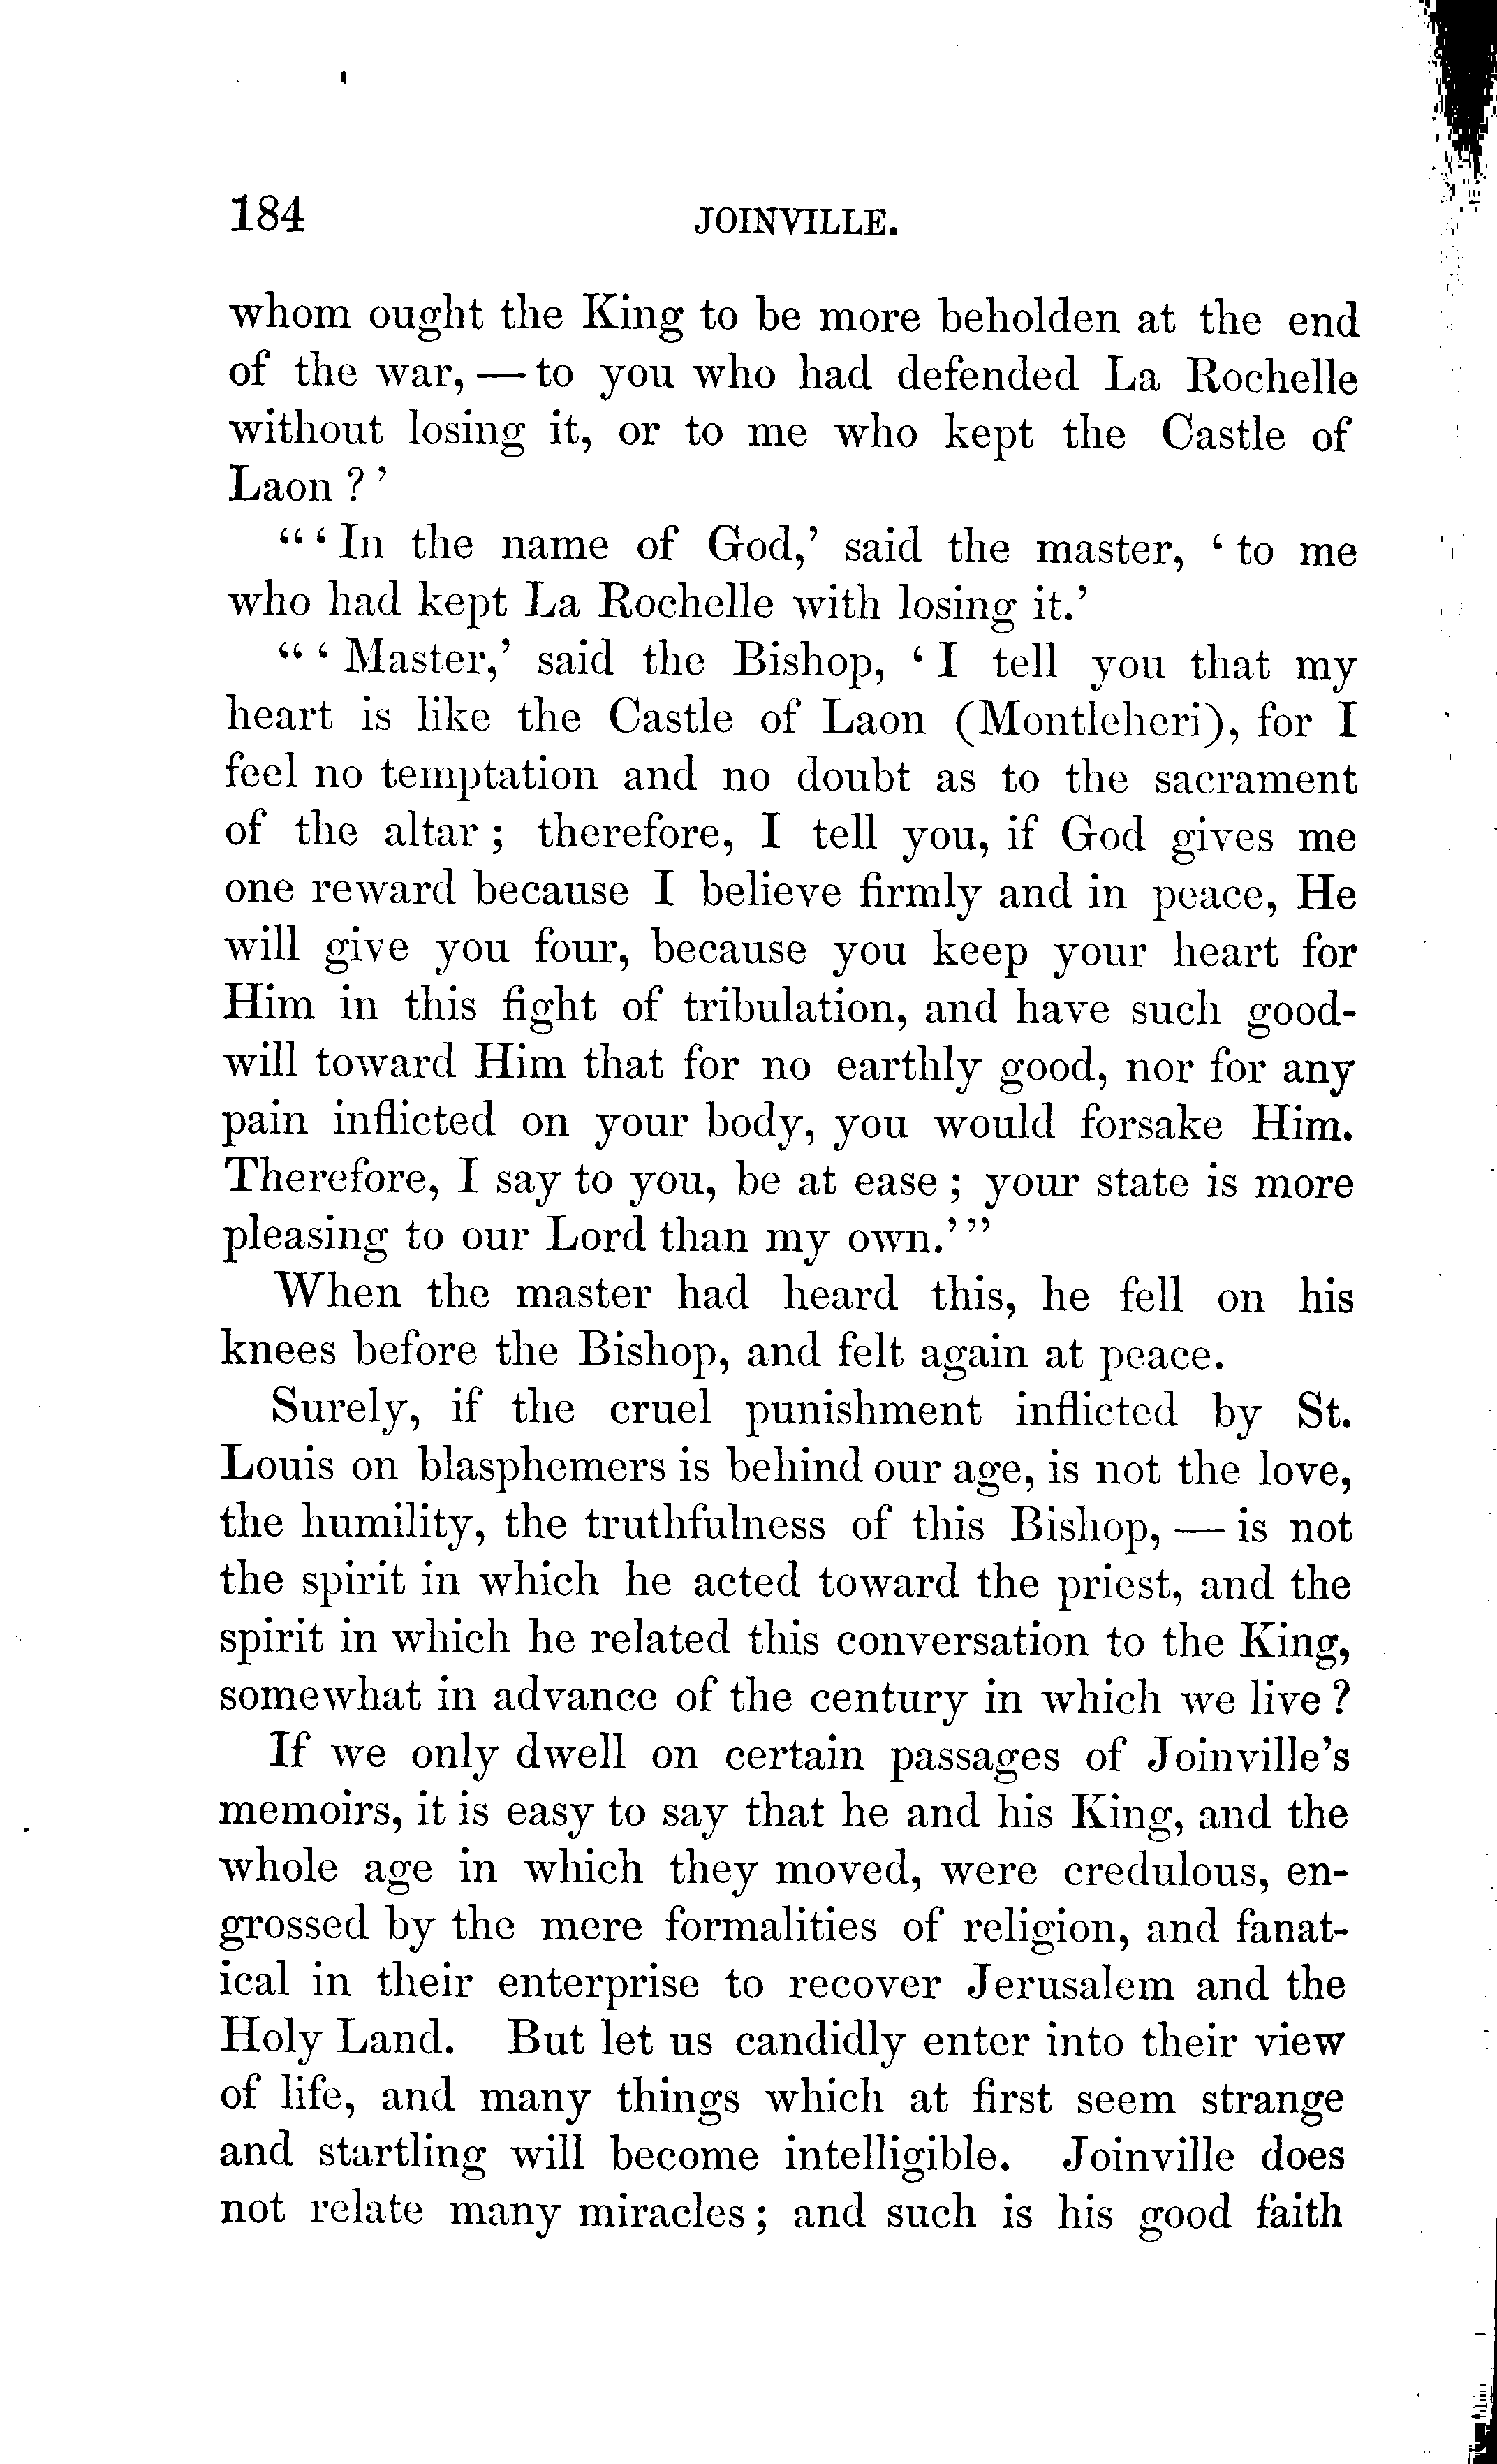 184 JOINVILLE.
whom ought the King to be more beholden at the end
of the war, — to you who had defended La Rochelle
without losing it, or to me who kept the Castle of
Laon ? ’
“ ‘ In the name of God,’ said the master, ‘ to me
who had kept La Rochelle with losing it.’
“ ‘ Master,’ said the Bishop, ‘ I tell you that my
heart is like the Castle of Laon (Montleheri), for I
feel no temptation and no doubt as to the sacrament
of the altar ; therefore, I tell you, if God gives me
one reward because I believe firmly and in peace, He
will give you four, because you keep your heart for
Him in this fight of tribulation, and have such good-
will toward Him that for no earthly good, nor for any
pain inflicted on your body, you would forsake Him.
Therefore, I say to you, be at ease ; your state is more
pleasing to our Lord than my own.’ ”
When the master had heard this, he fell on his
knees before the Bishop, and felt again at peace.
Surely, if the cruel punishment inflicted by St.
Louis on blasphemers is behind our age, is not the love,
the humility, the truthfulness of this Bishop, — is not
the spirit in which he acted toward the priest, and the
spirit in which he related this conversation to the King,
somewhat in advance of the century in which we live ?
If we only dwell on certain passages of Joinville’s
memoirs, it is easy to say that he and his King, and the
whole age in which they moved, were credulous, en-
grossed by the mere formalities of religion, and fanat-
ical in their enterprise to recover Jerusalem and the
Holy Land. But let us candidly enter into their view
of life, and many things which at first seem strange
and startling will become intelligible. Joinville does
not relate many miracles ; and such is his good faith